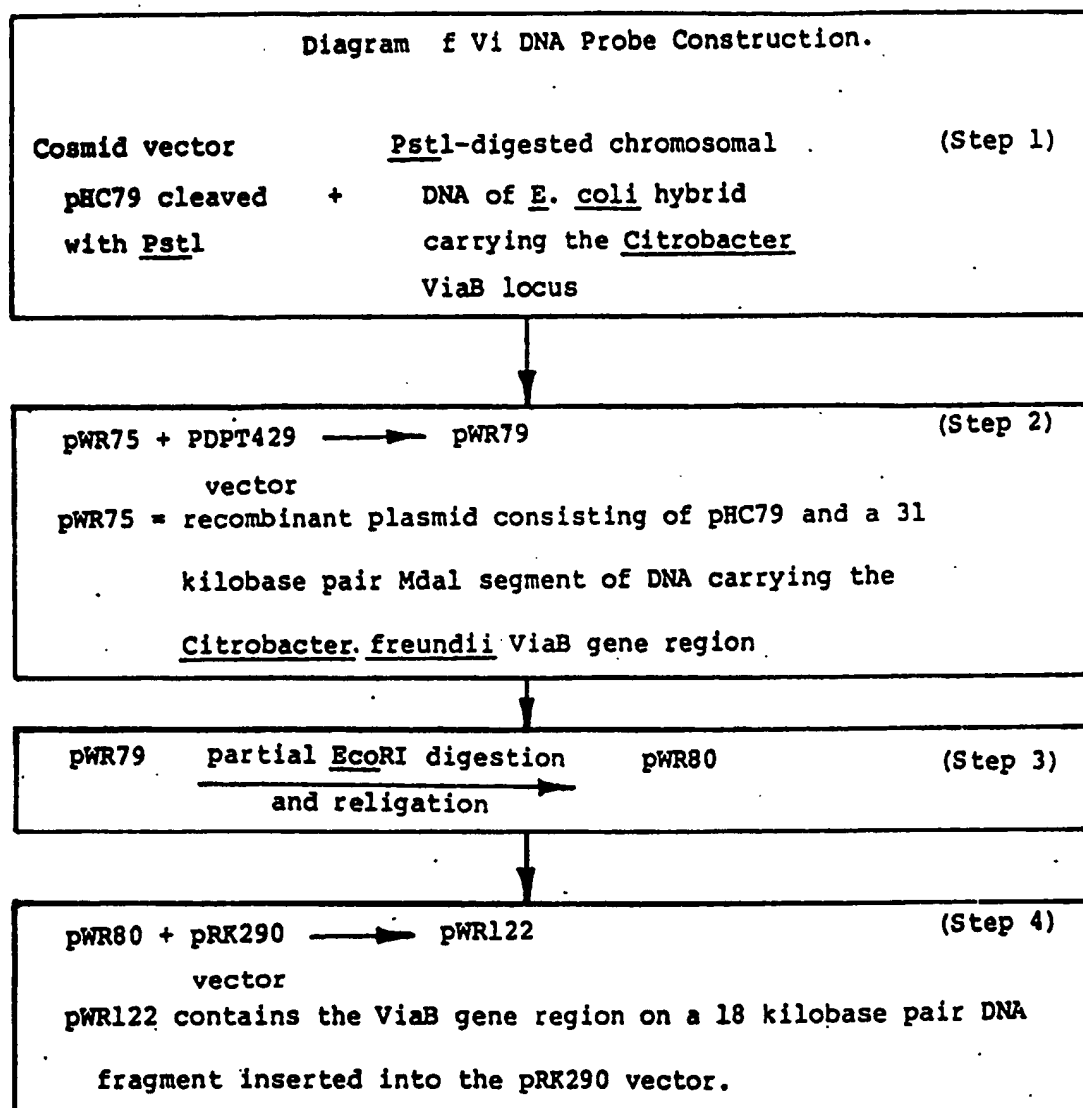 Diagram f Vi DNA Probe Construction.
(Step 1)
Cosmid vector
pHC79 cleaved
with Pst1
+
Pst1-digested chromosomal
DNA of E. coli hybrid
carrying the Citrobacter
ViaB locus
(Step 2)
pWR75 + PDPT429 → pWR79
vector
pWR75 = recombinant plasmid consisting of pHC79 and a 31
kilobase pair Mdal segment of DNA carrying the
Citrobacter. freundii ViaB gene region
pWR79 partial EcoRI digestion pWR80 (Step 3)
and religation
(Step 4)
pWR80 + pRK290 → pWR122
vector
pWR122 contains the ViaB gene region on a 18 kilobase pair DNA
fragment inserted into the pRK290 vector.